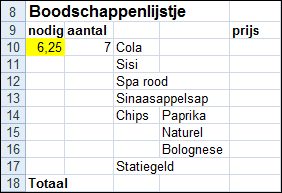 8 Boodschappenlijstje
9 nodig aantal prijs
10 6,25 7 Cola
11 Sisi
12 Spa rood
13 Sinaasappelsap
14 Chips Paprika
15 Naturel
16 Bolognese
17 Statiegeld
18 Totaal